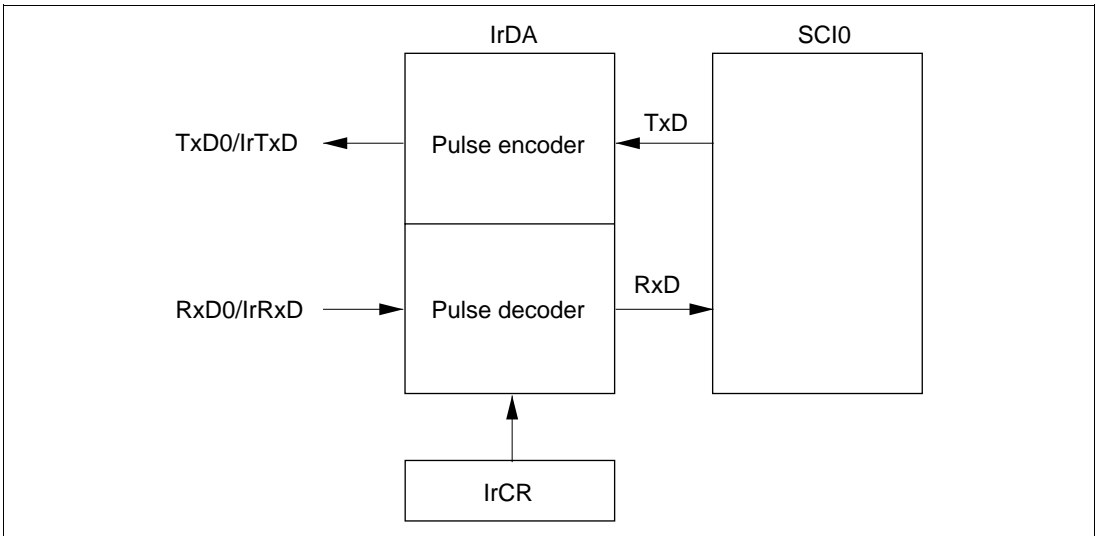 IrDA
SCI0
TxD0/IrTxD
Pulse encoder
TxD
RxD0/IrRxD
Pulse decoder
RxD
IrCR